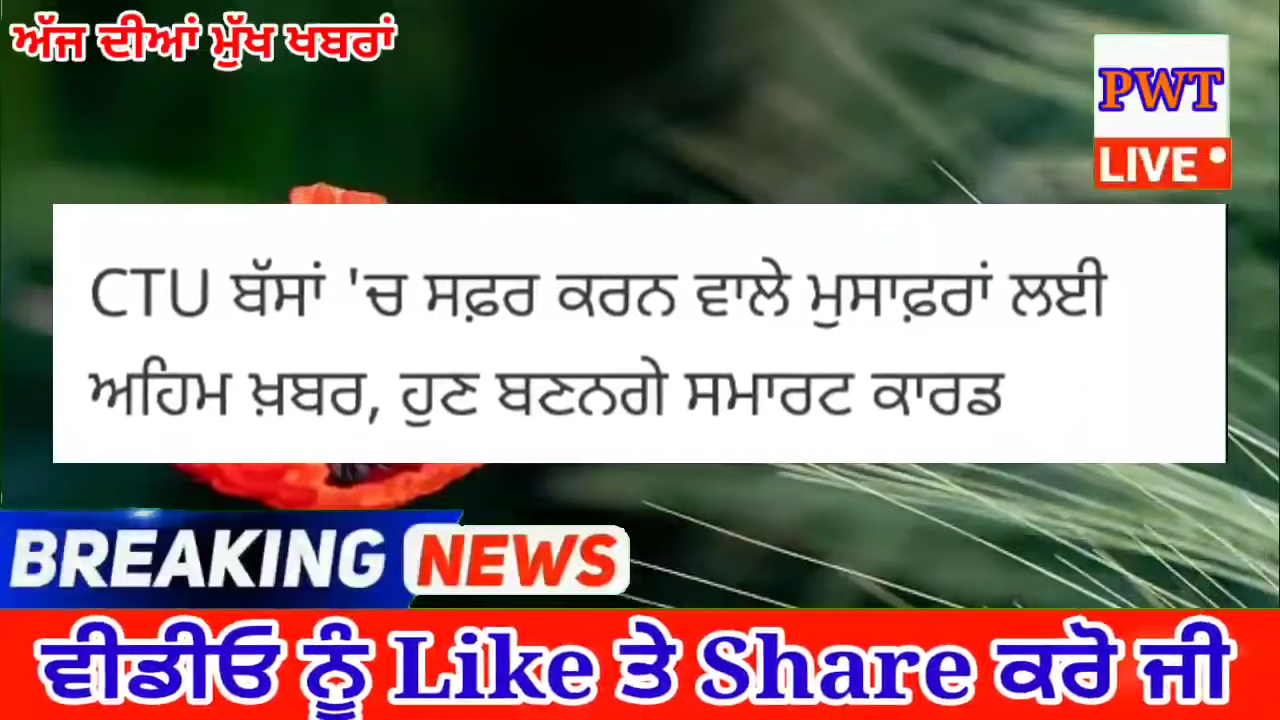 ਅੱਜ ਦੀਆਂ ਮੁੱਖ ਖਬਰਾਂ
PWT
LIVE
CTU ਬੱਸਾਂ 'ਚ ਸਫ਼ਰ ਕਰਨ ਵਾਲੇ ਮੁਸਾਫ਼ਰਾਂ ਲਈ
ਅਹਿਮ ਖ਼ਬਰ, ਹੁਣ ਬਣਨਗੇ ਸਮਾਰਟ ਕਾਰਡ
BREAKING NEWS
ਵੀਡੀਓ ਨੂੰ Like ਤੇ Share ਕਰੋ ਜੀ